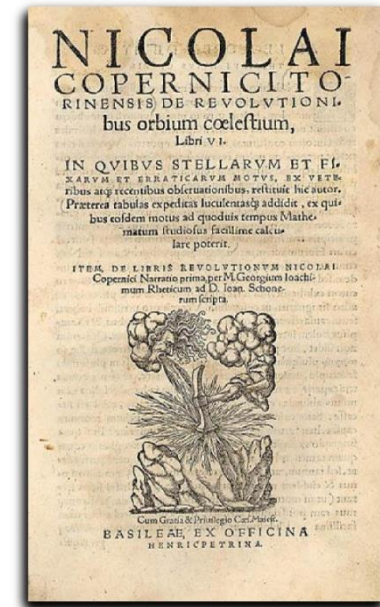 NICOLAI
COPERNICI TO-
RINENSIS DE REVOLVTIONI-
bus orbium cœleſtium,
Libri VI.
IN QVIBVS STELLARVM ET FI-
XARVM ET ERRATICARVM MOTVS, EX VETE-
ribus atq; recentibus obſeruationibus, reſtituit hic autor.
Præterea tabulas expeditas luculentasq; addidit, ex qui-
bus eoſdem motus ad quoduis tempus Mathe-
matum ſtudioſus facillime calcu-
lare poterit.
ITEM, DE LIBRIS REVOLVTIONVM NICOLAI
Copernici Narratio prima, per M. Georgium Ioachi-
mum Rheticum ad D. Ioan. Schone-
rum ſcripta.
Cum Gratia & Priuilegio Cæſ. Maieſt.
BASILEAE, EX OFFICINA
HENRICPETRINA.